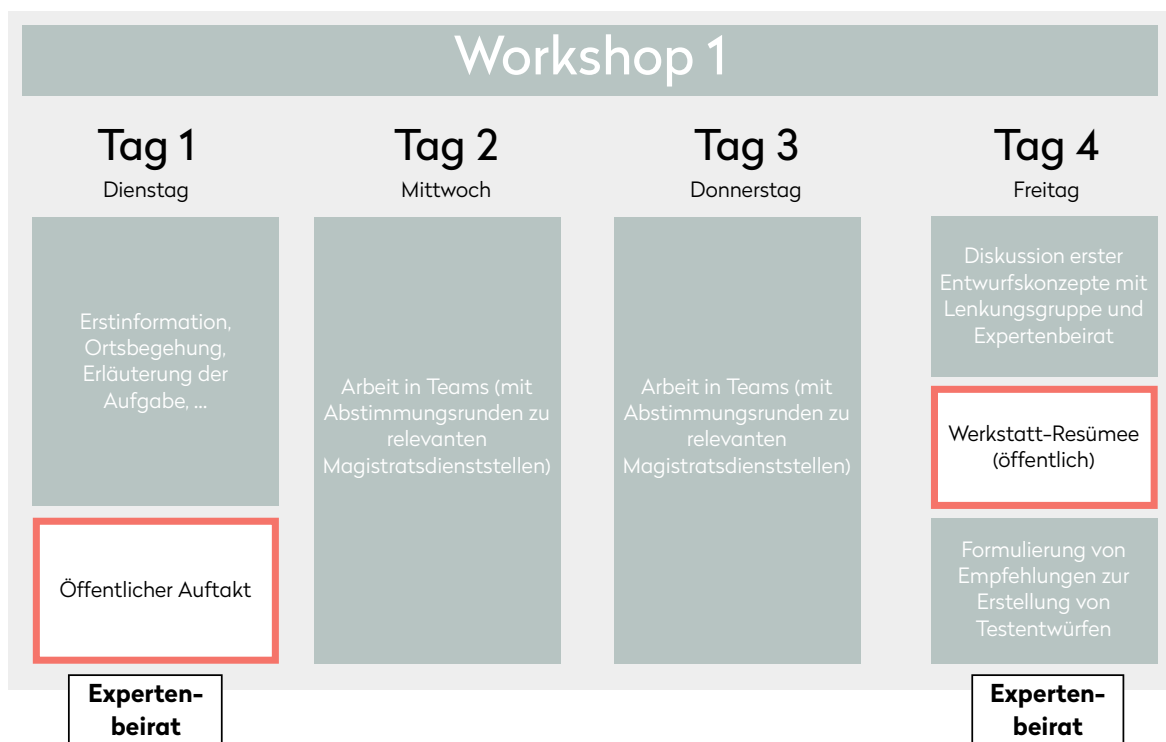 Workshop 1
Tag 1
Dienstag
Erstinformation,
Ortsbegehung,
Erläuterung der
Aufgabe, ...
Öffentlicher Auftakt
Experten-
beirat
Tag 2
Mittwoch
Arbeit in Teams (mit
Abstimmungsrunden zu
relevanten
Magistratsdienststellen)
Tag 3
Donnerstag
Arbeit in Teams (mit
Abstimmungsrunden zu
relevanten
Magistratsdienststellen)
Tag 4
Freitag
Diskussion erster
Entwurfskonzepte mit
Lenkungsgruppe und
Expertenbeirat
Werkstatt-Resümee
(öffentlich)
Formulierung von
Empfehlungen zur
Erstellung von
Testentwürfen
Experten-
beirat